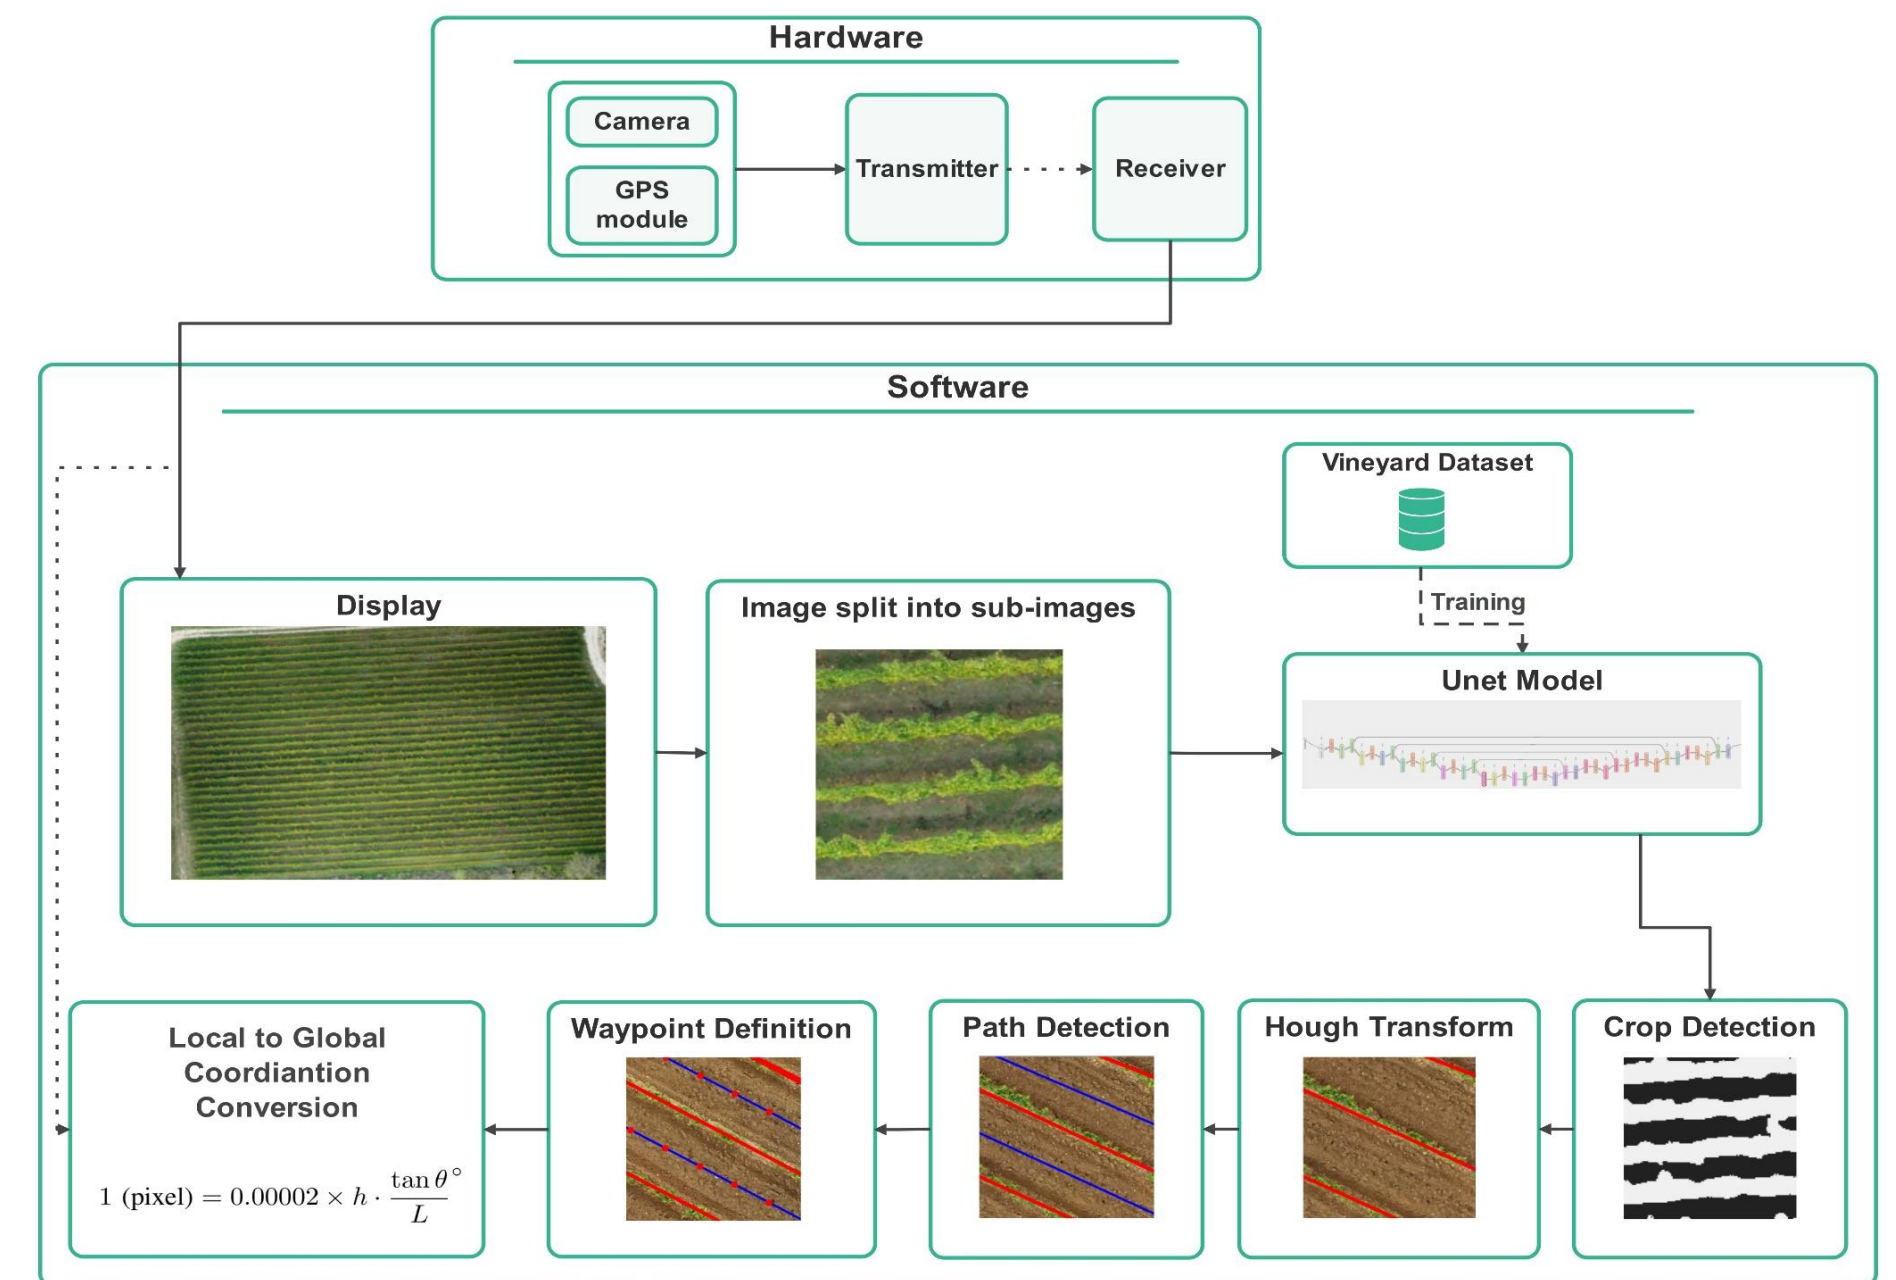 Hardware
Camera
GPS
module
Transmitter
Receiver
Software
Vineyard Dataset
Training
Display
Image split into sub-images
Unet Model
Local to Global
Coordiantion
Conversion
1 (pixel) = 0.00002 × h · tan θ° / L
Waypoint Definition
Path Detection
Hough Transform
Crop Detection